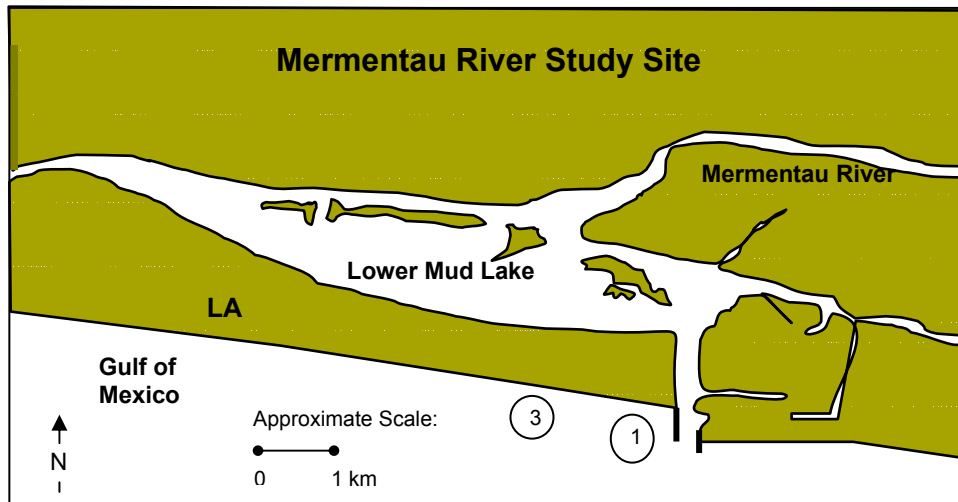 Mermentau River Study Site
Mermentau River
Lower Mud Lake
LA
Gulf of
Mexico
Approximate Scale:
3
1
N
0 1 km